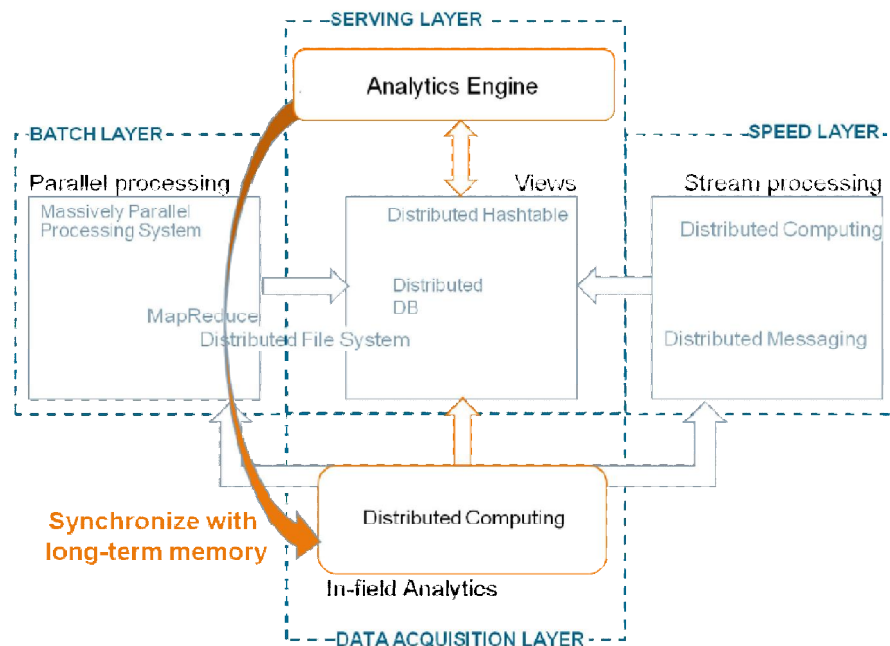 SERVING LAYER
Analytics Engine
BATCH LAYER
SPEED LAYER
Parallel processing
Views
Stream processing
Massively Parallel
Processing System
MapReduce
Distributed File System
Distributed Hashtable
Distributed
DB
Distributed Computing
Distributed Messaging
Synchronize with
long-term memory
Distributed Computing
In-field Analytics
DATA ACQUISITION LAYER